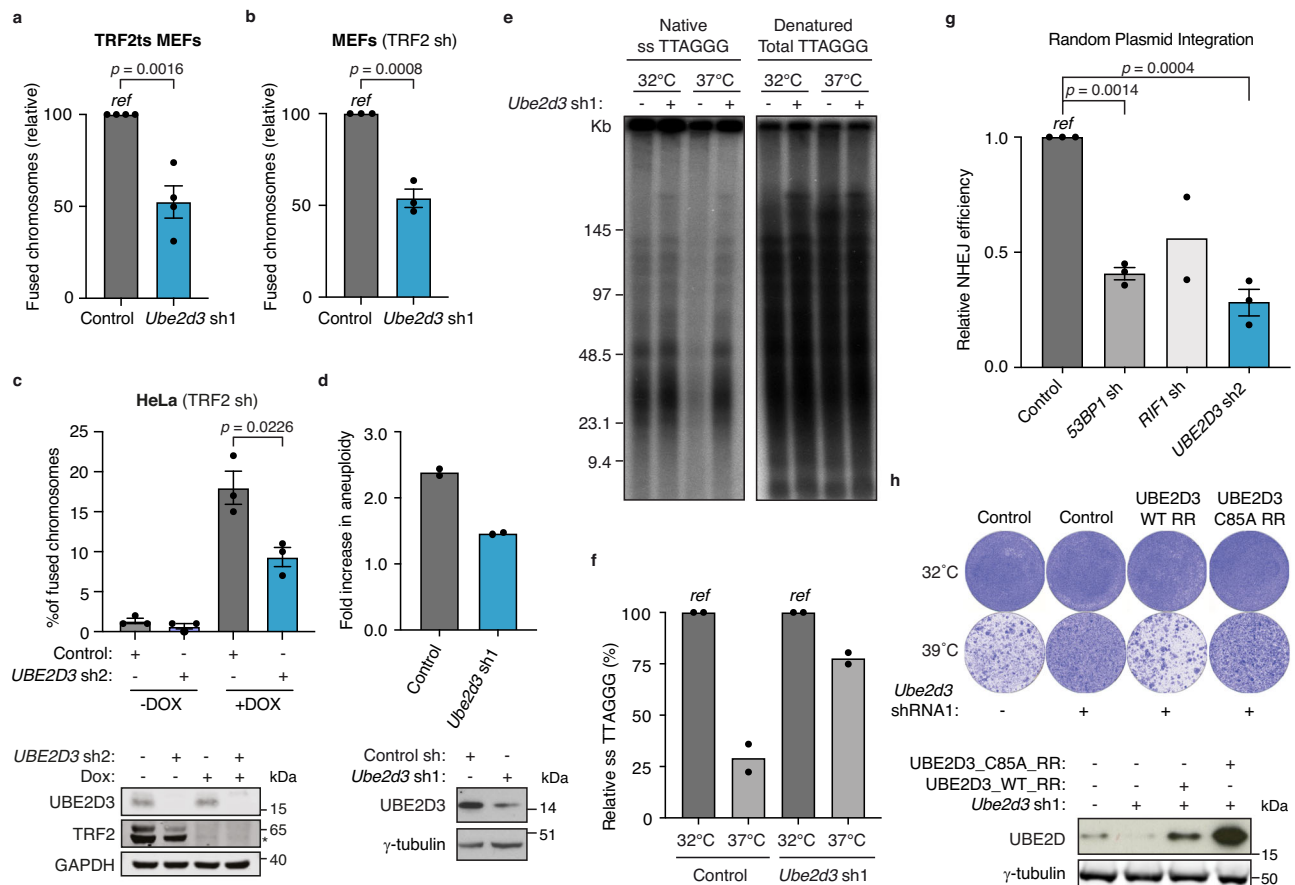 a
TRF2ts MEFs
p = 0.0016
ref
Fused chromosomes (relative)
100
50
0
Control
Ube2d3 sh1
b
MEFs (TRF2 sh)
p = 0.0008
ref
Fused chromosomes (relative)
100
50
0
Control
Ube2d3 sh1
c
HeLa (TRF2 sh)
p = 0.0226
%of fused chromosomes
25
20
15
10
5
0
Control: + - + -
UBE2D3 sh2: - + - +
-DOX +DOX
UBE2D3 sh2: - + - +
Dox: - - + + kDa
UBE2D3 15
TRF2 65
*
GAPDH 40
d
Fold increase in aneuploidy
3.0
2.0
1.0
0.0
Control
Ube2d3 sh1
Control sh: + -
Ube2d3 sh1: - + kDa
UBE2D3 14
γ-tubulin 51
e
Native
ss TTAGGG
Denatured
Total TTAGGG
32°C 37°C 32°C 37°C
Ube2d3 sh1: - + - + - + - +
Kb
145
97
48.5
23.1
9.4
f
Relative ss TTAGGG (%)
ref ref
100
75
50
25
0
32°C 37°C 32°C 37°C
Control Ube2d3 sh1
g
Random Plasmid Integration
p = 0.0004
p = 0.0014
ref
Relative NHEJ efficiency
1.0
0.5
0.0
Control
53BP1 sh
RIF1 sh
UBE2D3 sh2
h
Control
Control
UBE2D3
WT RR
UBE2D3
C85A RR
32˚C
39˚C
Ube2d3
shRNA1: - + + +
UBE2D3_C85A_RR: - - - +
UBE2D3_WT_RR: - - + -
Ube2d3 sh1: - + + + kDa
UBE2D 15
γ-tubulin 50